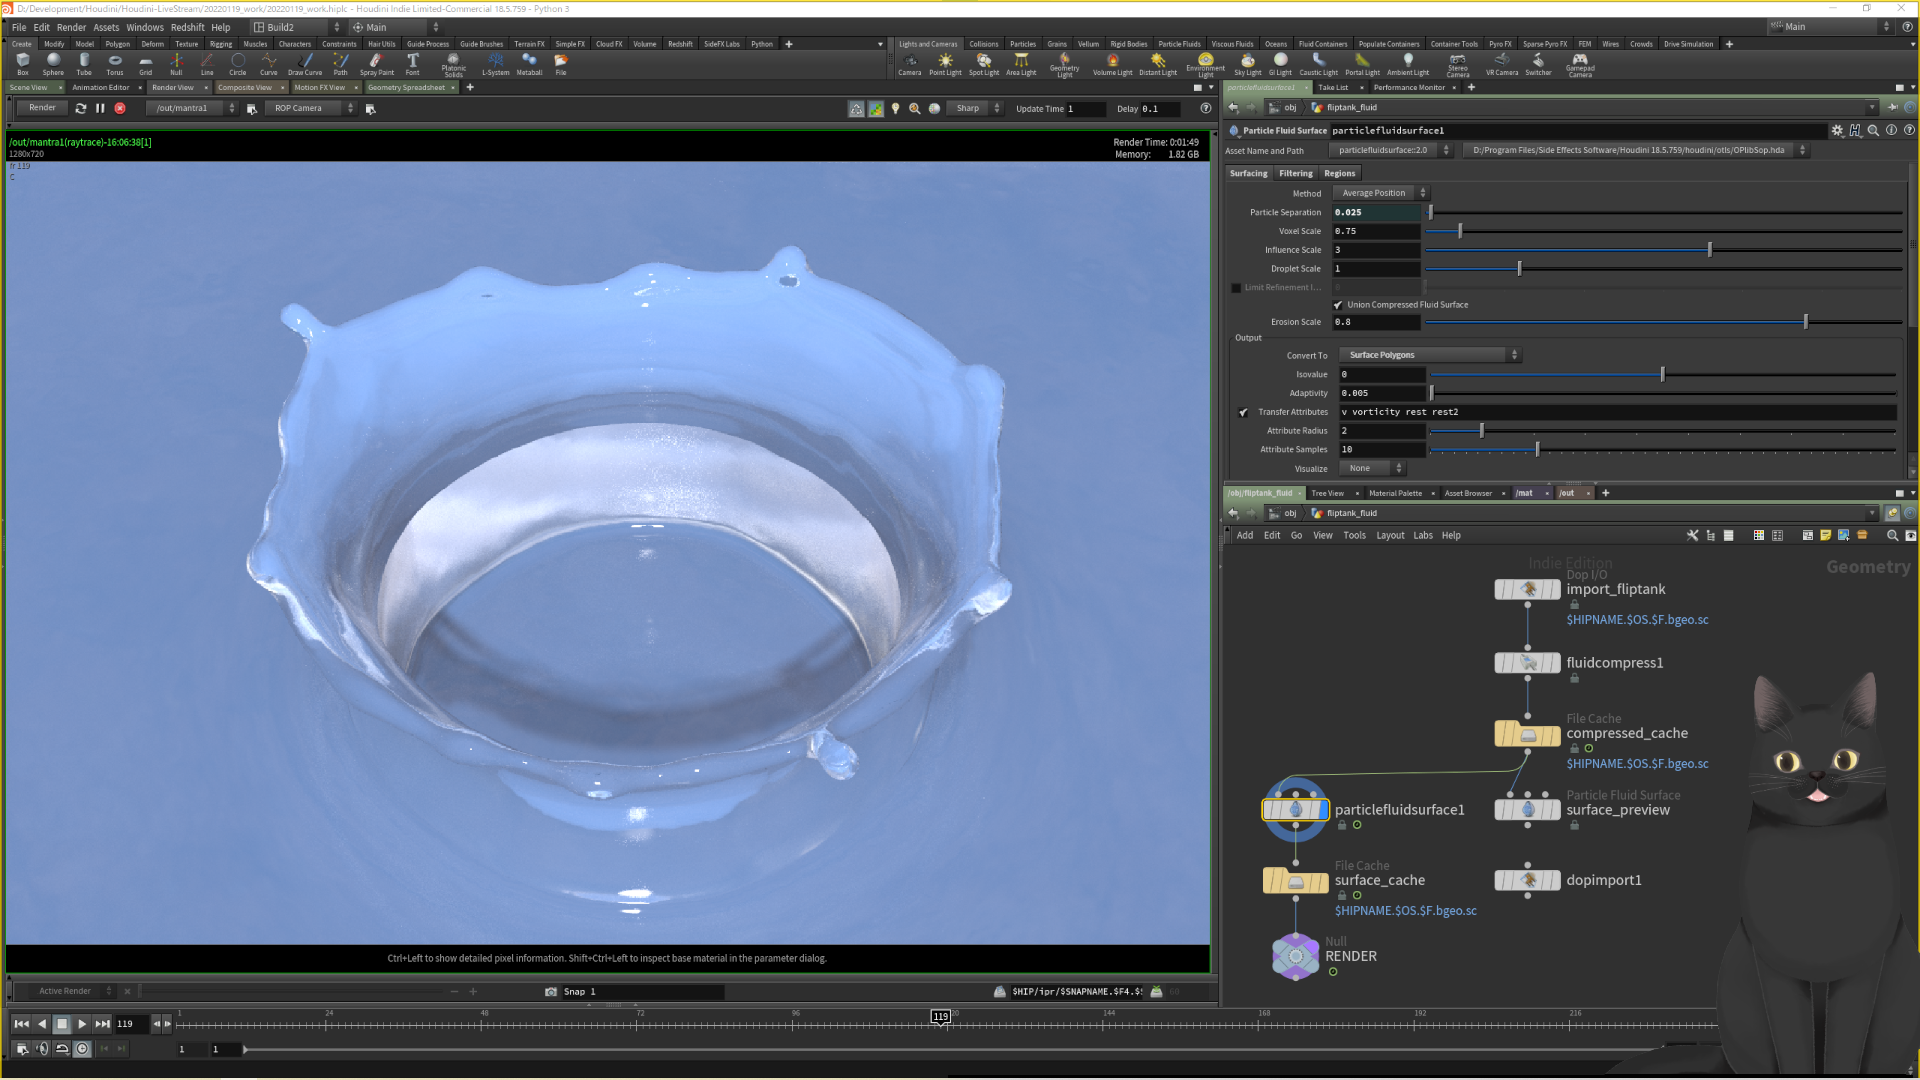 D:/Development/Houdini/Houdini-LiveStream/20220119_work/20220119_work.hiplc - Houdini Indie Limited-Commercial 18.5.759 - Python 3
File Edit Render Assets Windows Redshift Help Build2 Main Main
Create Modify Model Polygon Deform Texture Rigging Muscles Characters Constraints Hair Utils Guide Process Guide Brushes Terrain FX Simple FX Cloud FX Volume Redshift SideFX Labs Python
Lights and Cameras Collisions Particles Grains Vellum Rigid Bodies Particle Fluids Viscous Fluids Oceans Fluid Containers Populate Containers Container Tools Pyro FX Sparse Pyro FX FEM Wires Crowds Drive Simulation
Box Sphere Tube Torus Grid Null Line Circle Curve Draw Curve Path Spray Paint Font Platonic Solids L-System Metaball File
Camera Point Light Spot Light Area Light Geometry Light Volume Light Distant Light Environment Light Sky Light GI Light Caustic Light Portal Light Ambient Light Stereo Camera VR Camera Switcher Gamepad Camera
Scene View Animation Editor Render View Composite View Motion FX View Geometry Spreadsheet
particlefluidsurface1 Take List Performance Monitor
Render /out/mantra1 ROP Camera Sharp Update Time 1 Delay 0.1
obj fliptank_fluid
/out/mantra1(raytrace)-16:06:38[1]
1280x720
fr 119
C
Render Time: 0:01:49
Memory: 1.82 GB
Particle Fluid Surface particlefluidsurface1
Asset Name and Path particlefluidsurface::2.0 D:/Program Files/Side Effects Software/Houdini 18.5.759/houdini/otls/OPlibSop.hda
Surfacing Filtering Regions
Method Average Position
Particle Separation 0.025
Voxel Scale 0.75
Influence Scale 3
Droplet Scale 1
Limit Refinement I...
Union Compressed Fluid Surface
Erosion Scale 0.8
Output
Convert To Surface Polygons
Isovalue 0
Adaptivity 0.005
Transfer Attributes v vorticity rest rest2
Attribute Radius 2
Attribute Samples 10
Visualize None
/obj/fliptank_fluid Tree View Material Palette Asset Browser /mat /out
obj fliptank_fluid
Add Edit Go View Tools Layout Labs Help
Indie Edition
Geometry
Dop I/O
import_fliptank
$HIPNAME.$OS.$F.bgeo.sc
fluidcompress1
File Cache
compressed_cache
$HIPNAME.$OS.$F.bgeo.sc
particlefluidsurface1
Particle Fluid Surface
surface_preview
File Cache
surface_cache
$HIPNAME.$OS.$F.bgeo.sc
dopimport1
Null
RENDER
Ctrl+Left to show detailed pixel information. Shift+Ctrl+Left to inspect base material in the parameter dialog.
Active Render Snap 1 $HIP/ipr/$SNAPNAME.$F4.$ 60
119 1 24 48 72 96 119 144 168 192 216
1 1